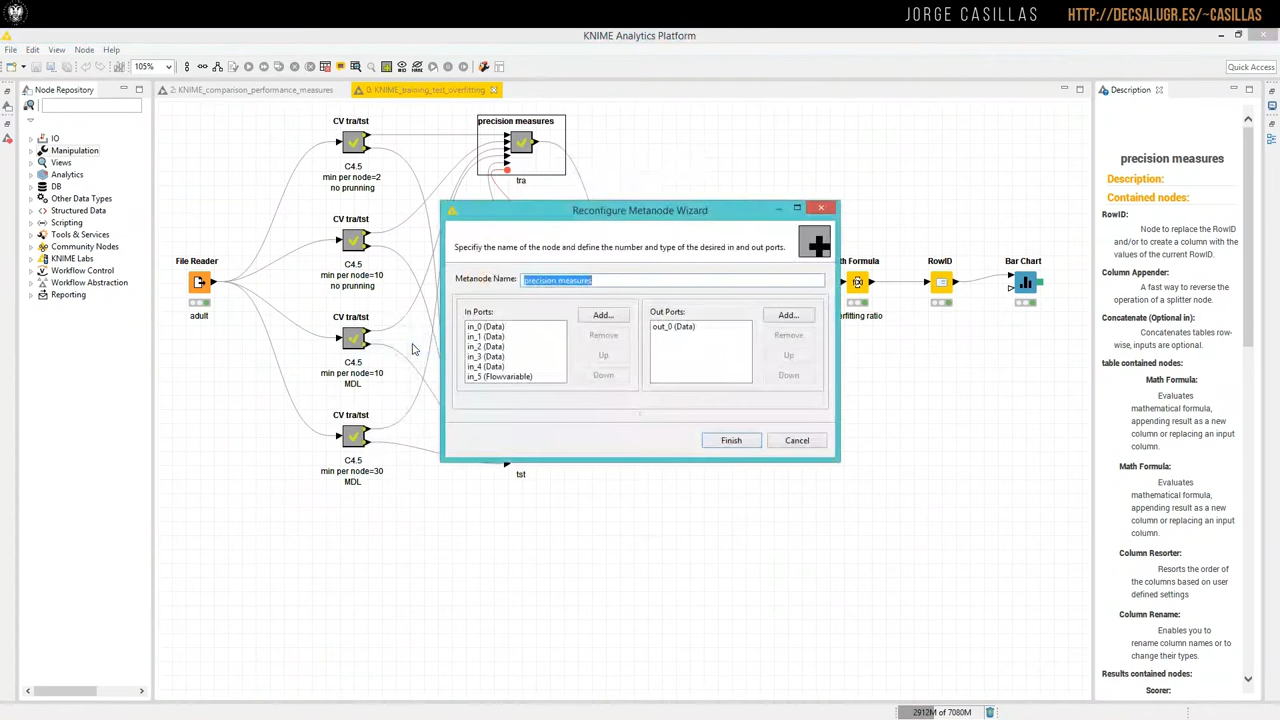 JORGE CASILLAS
HTTP://DECSAI.UGR.ES/~CASILLAS
KNIME Analytics Platform
File Edit View Node Help
105%
Quick Access
Node Repository
2: KNIME_comparison_performance_measures
0: KNIME_training_test_overfitting
Description
IO
Manipulation
Views
Analytics
DB
Other Data Types
Structured Data
Scripting
Tools & Services
Community Nodes
KNIME Labs
Workflow Control
Workflow Abstraction
Reporting
File Reader
adult
CV tra/tst
C4.5
min per node=2
no prunning
CV tra/tst
C4.5
min per node=10
no prunning
CV tra/tst
C4.5
min per node=10
MDL
CV tra/tst
C4.5
min per node=30
MDL
precision measures
tra
tst
Reconfigure Metanode Wizard
Specifiy the name of the node and define the number and type of the desired in and out ports.
Metanode Name: precision measures
In Ports:
in_0 (Data)
in_1 (Data)
in_2 (Data)
in_3 (Data)
in_4 (Data)
in_5 (Flowvariable)
Add...
Remove
Up
Down
Out Ports:
out_0 (Data)
Add...
Remove
Up
Down
Finish
Cancel
th Formula
erfitting ratio
RowID
Bar Chart
precision measures
Description:
Contained nodes:
RowID:
Node to replace the RowID
and/or to create a column with the
values of the current RowID.
Column Appender:
A fast way to reverse the
operation of a splitter node.
Concatenate (Optional in):
Concatenates tables row-
wise, inputs are optional.
table contained nodes:
Math Formula:
Evaluates
mathematical formula,
appending result as a new
column or replacing an input
column.
Math Formula:
Evaluates
mathematical formula,
appending result as a new
column or replacing an input
column.
Column Resorter:
Resorts the order of
the columns based on user
defined settings
Column Rename:
Enables you to
rename column names or to
change their types.
Results contained nodes:
Scorer:
2912M of 7080M